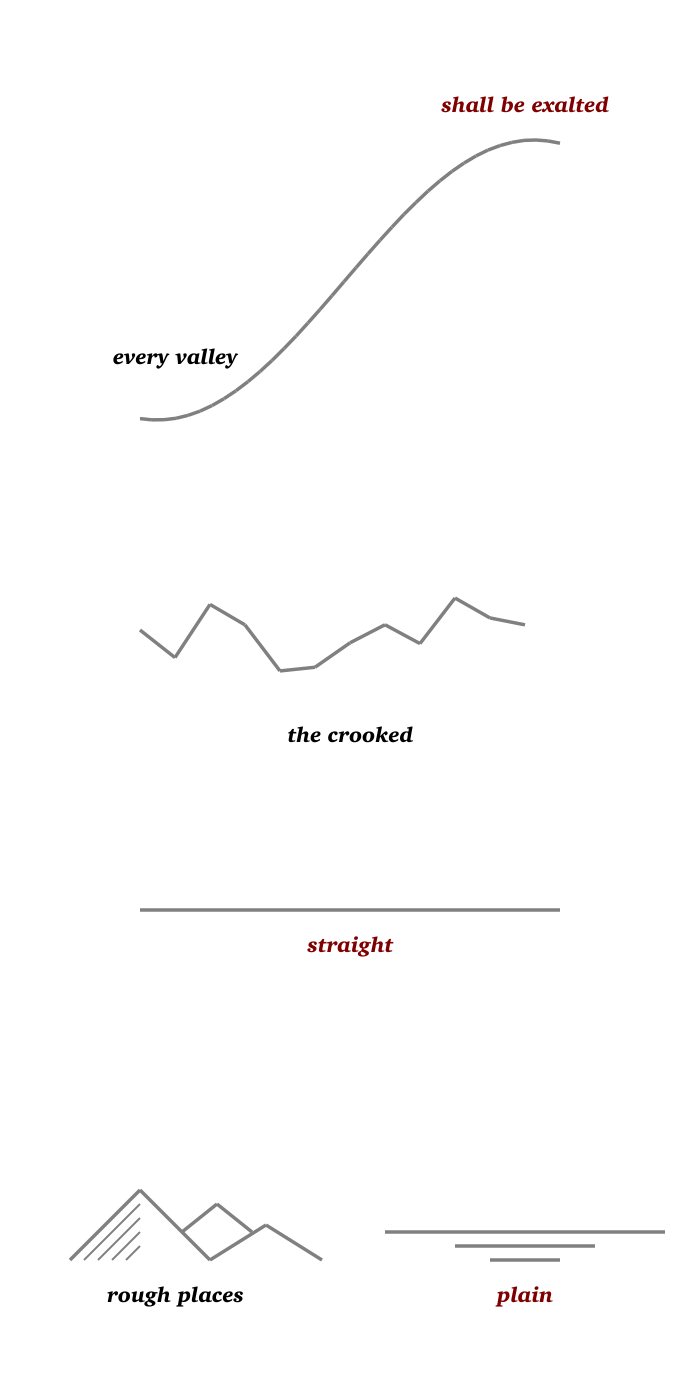 shall be exalted
every valley
the crooked
straight
rough places
plain